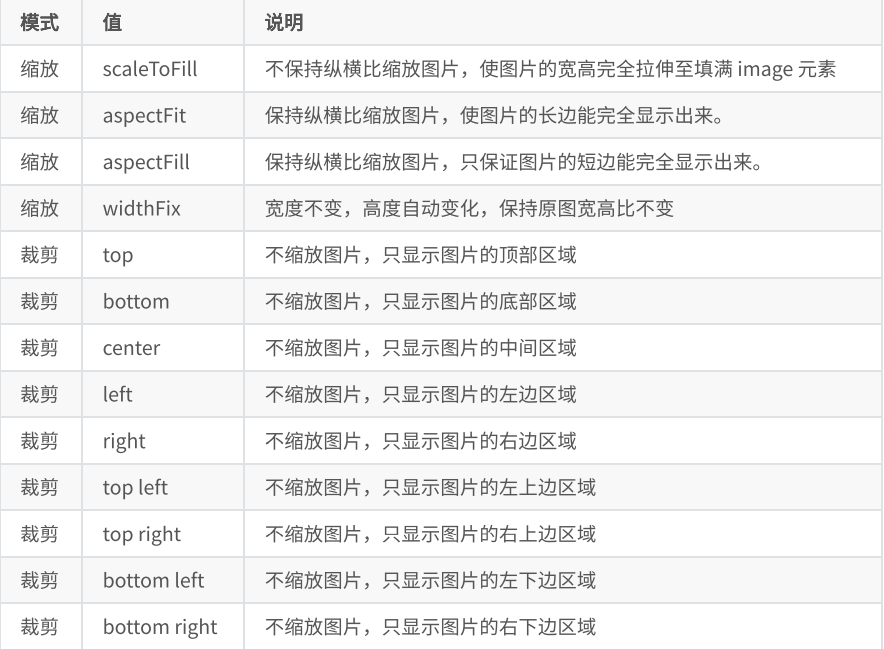 模式 值 说明
缩放 scaleToFill 不保持纵横比缩放图片，使图片的宽高完全拉伸至填满 image 元素
缩放 aspectFit 保持纵横比缩放图片，使图片的长边能完全显示出来。
缩放 aspectFill 保持纵横比缩放图片，只保证图片的短边能完全显示出来。
缩放 widthFix 宽度不变，高度自动变化，保持原图宽高比不变
裁剪 top 不缩放图片，只显示图片的顶部区域
裁剪 bottom 不缩放图片，只显示图片的底部区域
裁剪 center 不缩放图片，只显示图片的中间区域
裁剪 left 不缩放图片，只显示图片的左边区域
裁剪 right 不缩放图片，只显示图片的右边区域
裁剪 top left 不缩放图片，只显示图片的左上边区域
裁剪 top right 不缩放图片，只显示图片的右上边区域
裁剪 bottom left 不缩放图片，只显示图片的左下边区域
裁剪 bottom right 不缩放图片，只显示图片的右下边区域